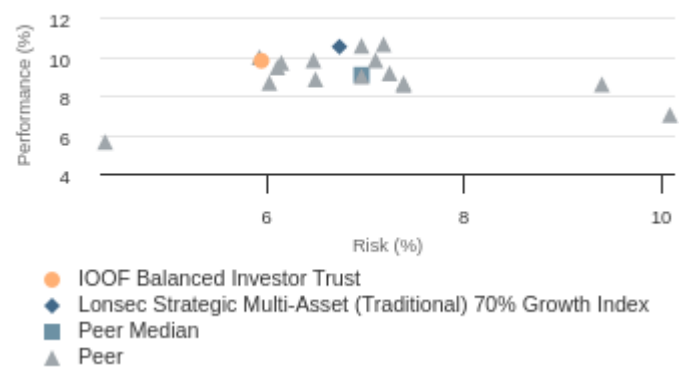 Performance (%)
12
10
8
6
4
6 8 10
Risk (%)
IOOF Balanced Investor Trust
Lonsec Strategic Multi-Asset (Traditional) 70% Growth Index
Peer Median
Peer